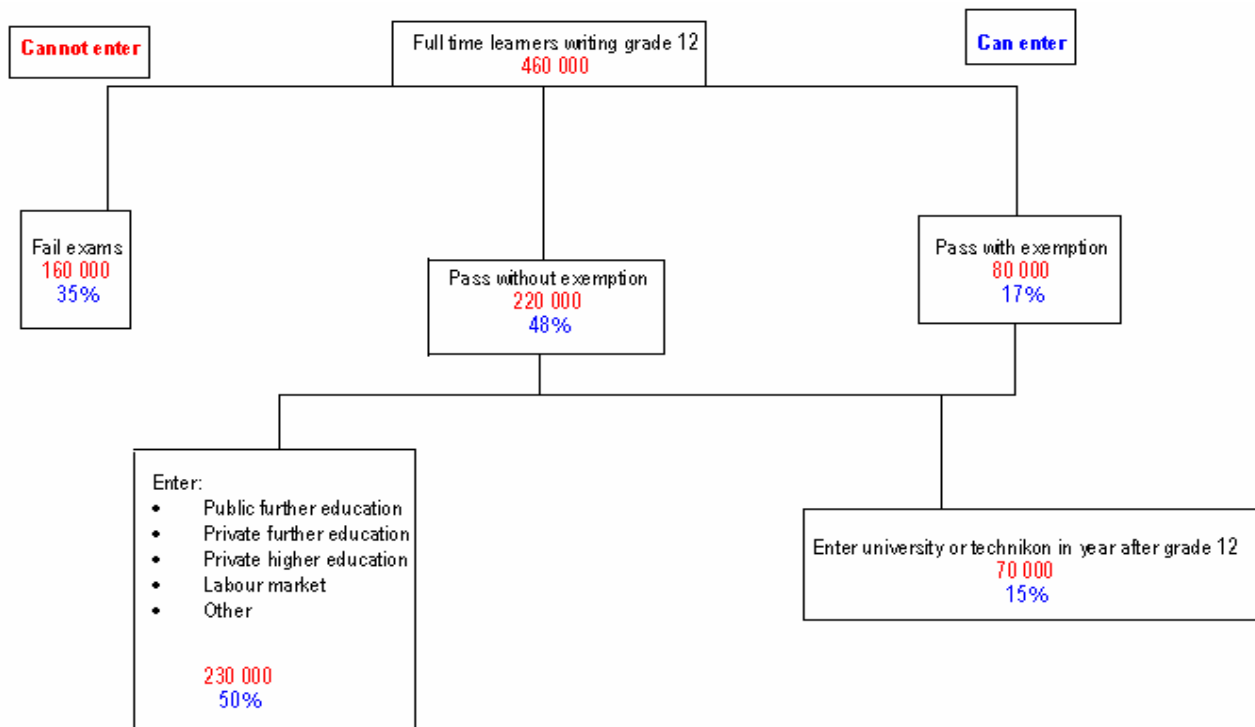 Cannot enter
Full time learners writing grade 12
460 000
Can enter
Fail exams
160 000
35%
Pass without exemption
220 000
48%
Pass with exemption
80 000
17%
Enter:
• Public further education
• Private further education
• Private higher education
• Labour market
• Other
230 000
50%
Enter university or technikon in year after grade 12
70 000
15%